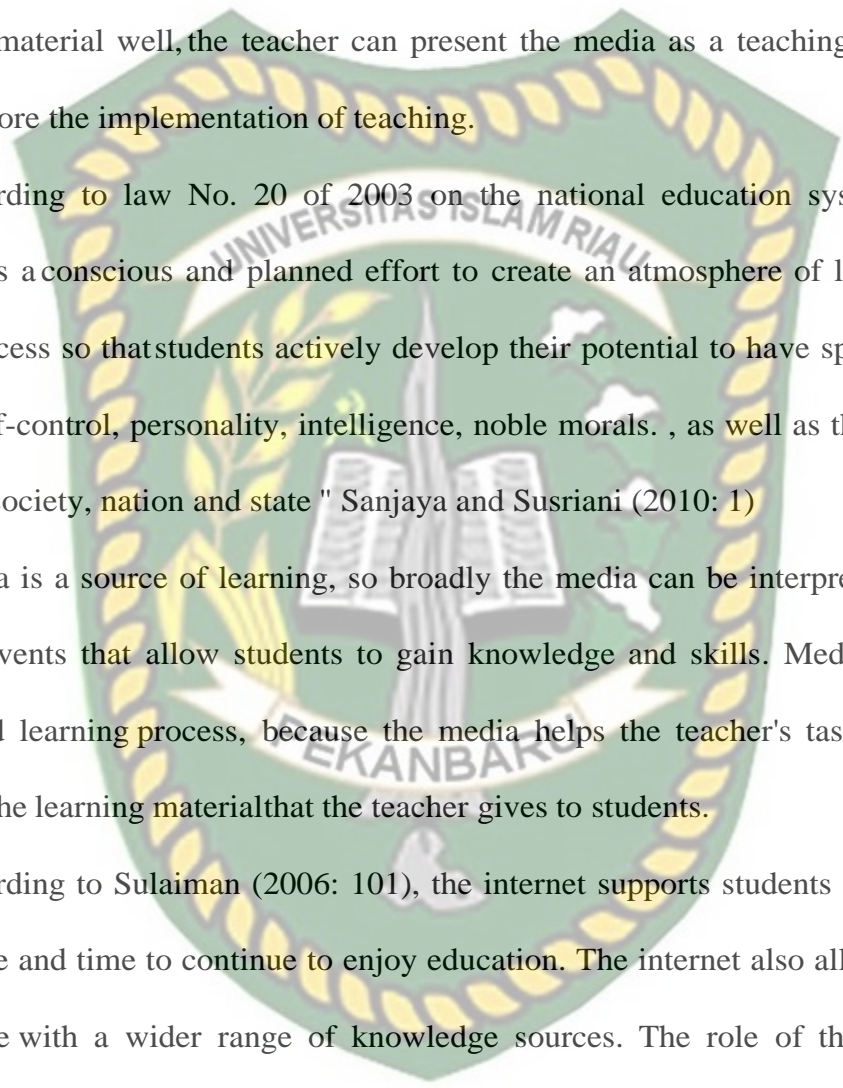 material well, the teacher can present the media as a teaching
ore the implementation of teaching.
rding to law No. 20 of 2003 on the national education sys
UNIVERSITAS ISLAM RIAU
s a conscious and planned effort to create an atmosphere of l
cess so that students actively develop their potential to have sp
f-control, personality, intelligence, noble morals. , as well as th
society, nation and state " Sanjaya and Susriani (2010: 1)
a is a source of learning, so broadly the media can be interpre
vents that allow students to gain knowledge and skills. Med
d learning process, because the media helps the teacher's tas
PEKANBARU
he learning material that the teacher gives to students.
rding to Sulaiman (2006: 101), the internet supports students
e and time to continue to enjoy education. The internet also all
e with a wider range of knowledge sources. The role of th